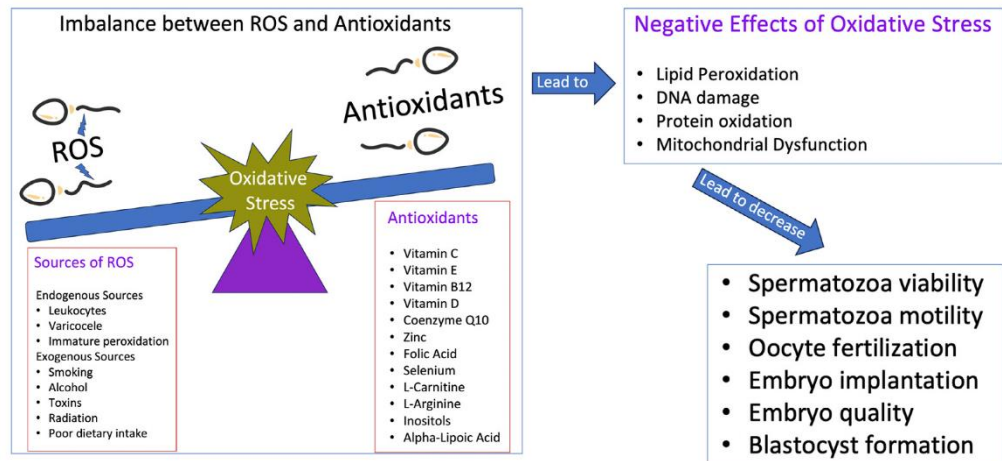 Imbalance between ROS and Antioxidants
ROS
Antioxidants
Oxidative
Stress
Sources of ROS
Endogenous Sources
• Leukocytes
• Varicocele
• Immature peroxidation
Exogenous Sources
• Smoking
• Alcohol
• Toxins
• Radiation
• Poor dietary intake
Antioxidants
• Vitamin C
• Vitamin E
• Vitamin B12
• Vitamin D
• Coenzyme Q10
• Zinc
• Folic Acid
• Selenium
• L-Carnitine
• L-Arginine
• Inositols
• Alpha-Lipoic Acid
Lead to
Negative Effects of Oxidative Stress
• Lipid Peroxidation
• DNA damage
• Protein oxidation
• Mitochondrial Dysfunction
Lead to decrease
• Spermatozoa viability
• Spermatozoa motility
• Oocyte fertilization
• Embryo implantation
• Embryo quality
• Blastocyst formation